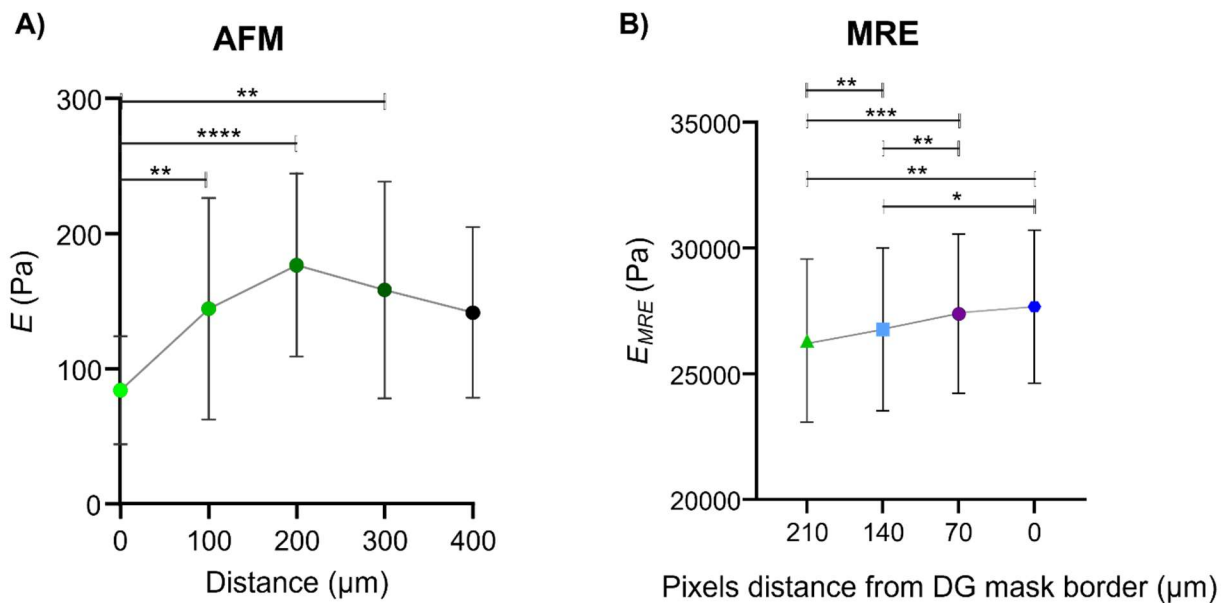 A)
AFM
**
****
**
300
200
100
0
E (Pa)
0 100 200 300 400
Distance (µm)
B)
MRE
**
***
**
**
*
35000
30000
25000
20000
E_MRE (Pa)
210 140 70 0
Pixels distance from DG mask border (µm)